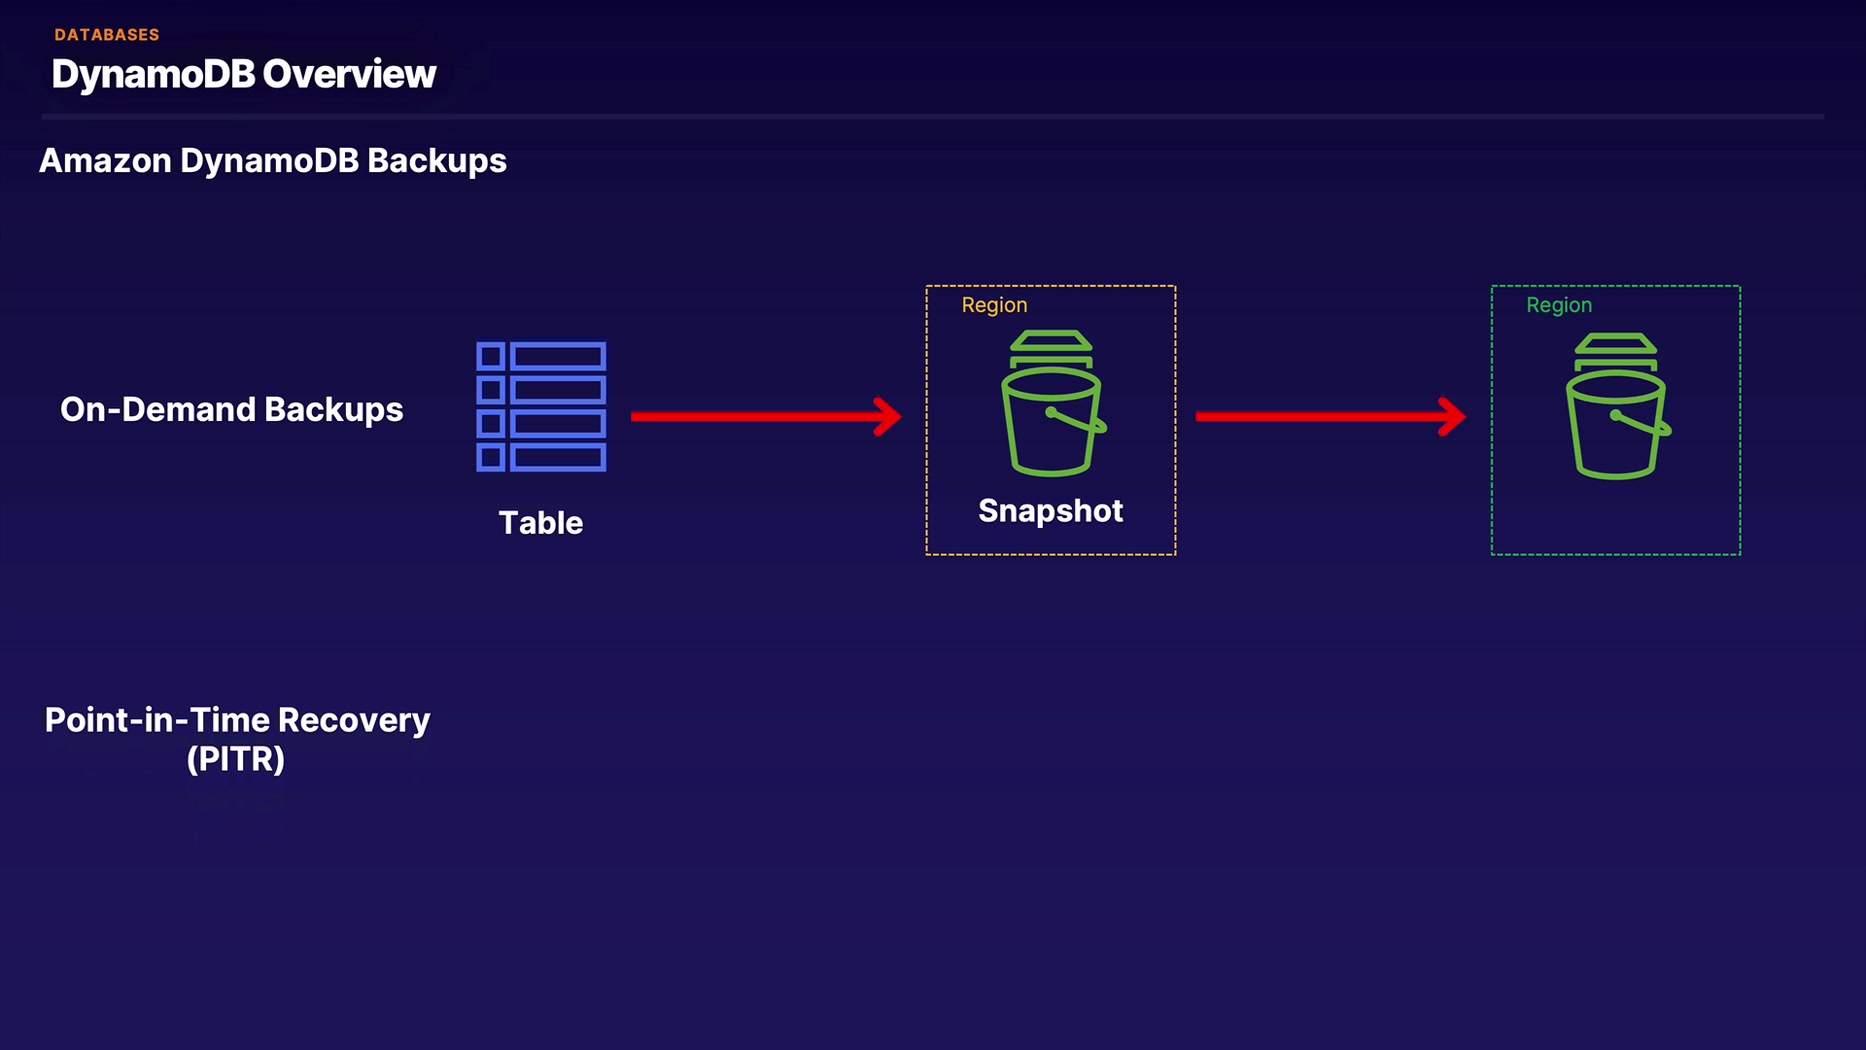 DATABASES
DynamoDB Overview
Amazon DynamoDB Backups
Region
Region
On-Demand Backups
Snapshot
Table
Point-in-Time Recovery
(PITR)